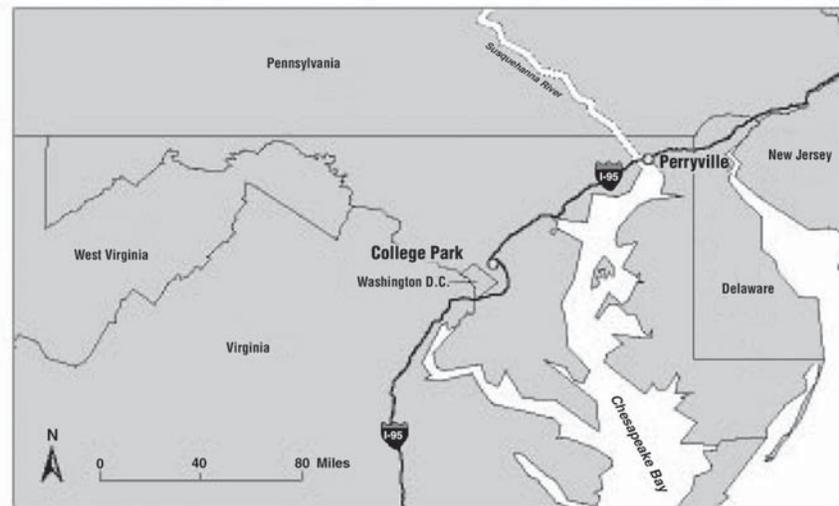 Pennsylvania
Susquehanna River
New Jersey
Perryville
I-95
West Virginia
College Park
Washington D.C.
Delaware
Virginia
Chesapeake Bay
I-95
N
0 40 80 Miles